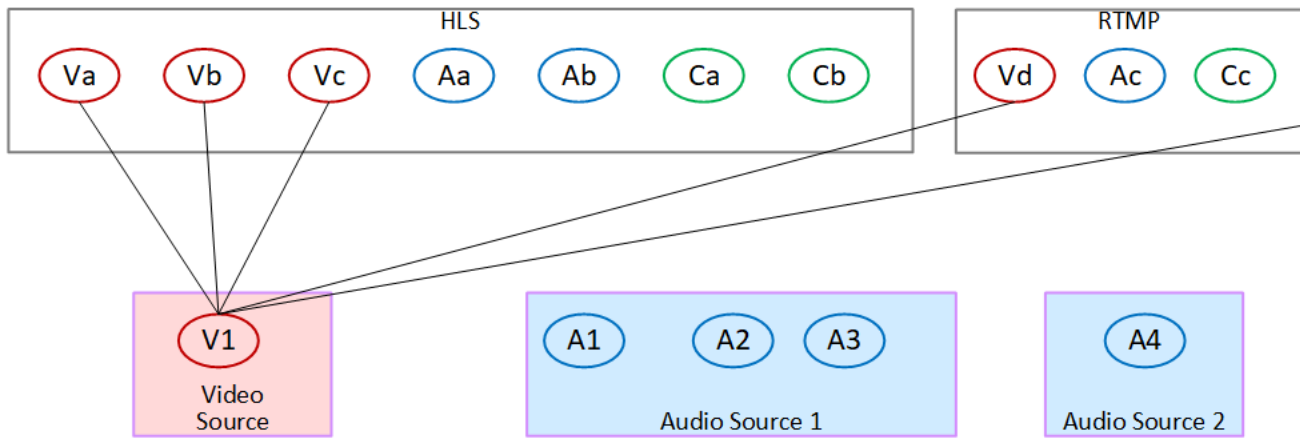 HLS
Va Vb Vc Aa Ab Ca Cb
RTMP
Vd Ac Cc
V1
Video
Source
A1 A2 A3
Audio Source 1
A4
Audio Source 2